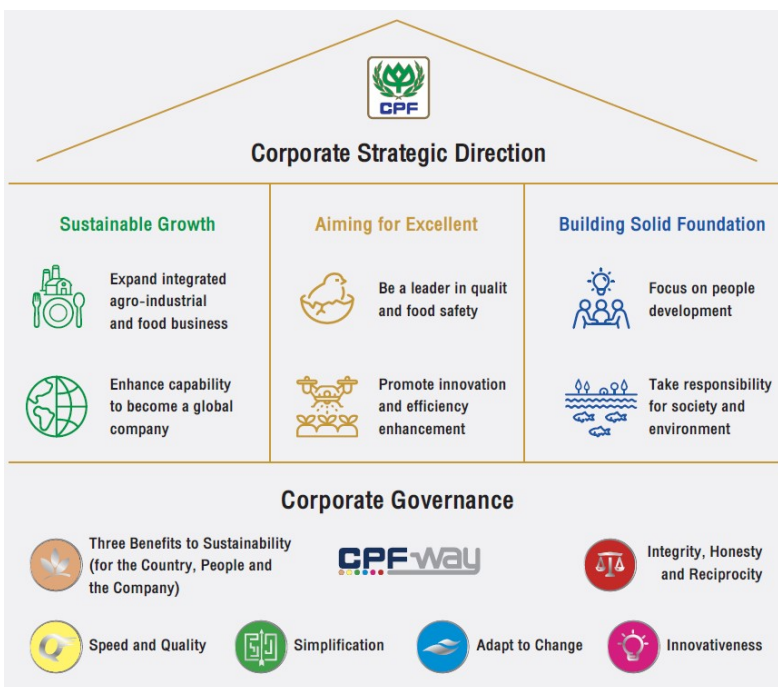 CPF
Corporate Strategic Direction
Sustainable Growth
Expand integrated
agro-industrial
and food business
Enhance capability
to become a global
company
Aiming for Excellent
Be a leader in qualit
and food safety
Promote innovation
and efficiency
enhancement
Building Solid Foundation
Focus on people
development
Take responsibility
for society and
environment
Corporate Governance
Three Benefits to Sustainability
(for the Country, People and
the Company)
CPF-way
Integrity, Honesty
and Reciprocity
Speed and Quality
Simplification
Adapt to Change
Innovativeness